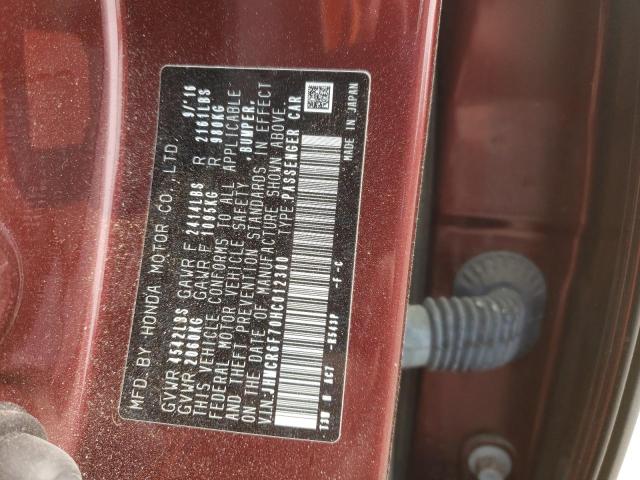 MFD BY HONDA MOTOR CO., LTD. 9/'16
GVWR 4542LBS GAWR F 2414LBS R 2161LBS
GVWR 2060KG GAWR F 1095KG R 980KG
THIS VEHICLE CONFORMS TO ALL APPLICABLE
FEDERAL MOTOR VEHICLE SAFETY ,BUMPER,
AND THEFT PREVENTION STANDARDS IN EFFECT
ON THE DATE OF MANUFACTURE SHOWN ABOVE.
V.I.N.: JHMCR6F70HC012300 TYPE:PASSENGER CAR
-F-C MADE IN JAPAN